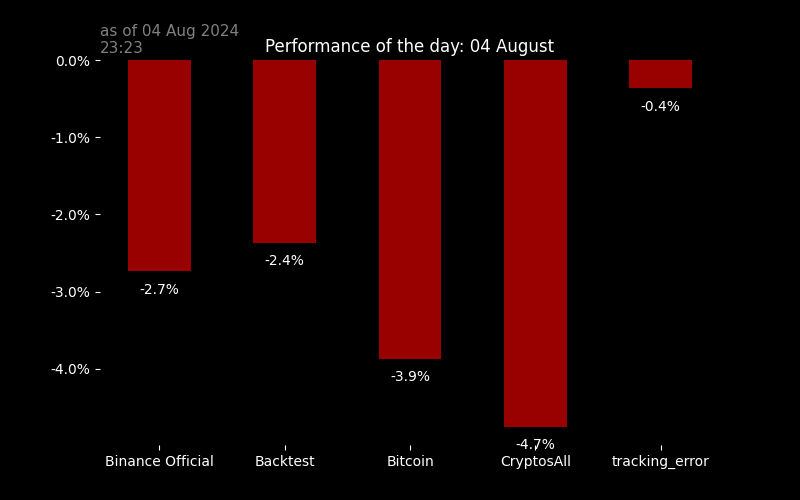 as of 04 Aug 2024
23:23
Performance of the day: 04 August
0.0%
-1.0%
-2.0%
-3.0%
-4.0%
-2.7%
-2.4%
-3.9%
-4.7%
-0.4%
Binance Official
Backtest
Bitcoin
CryptosAll
tracking_error